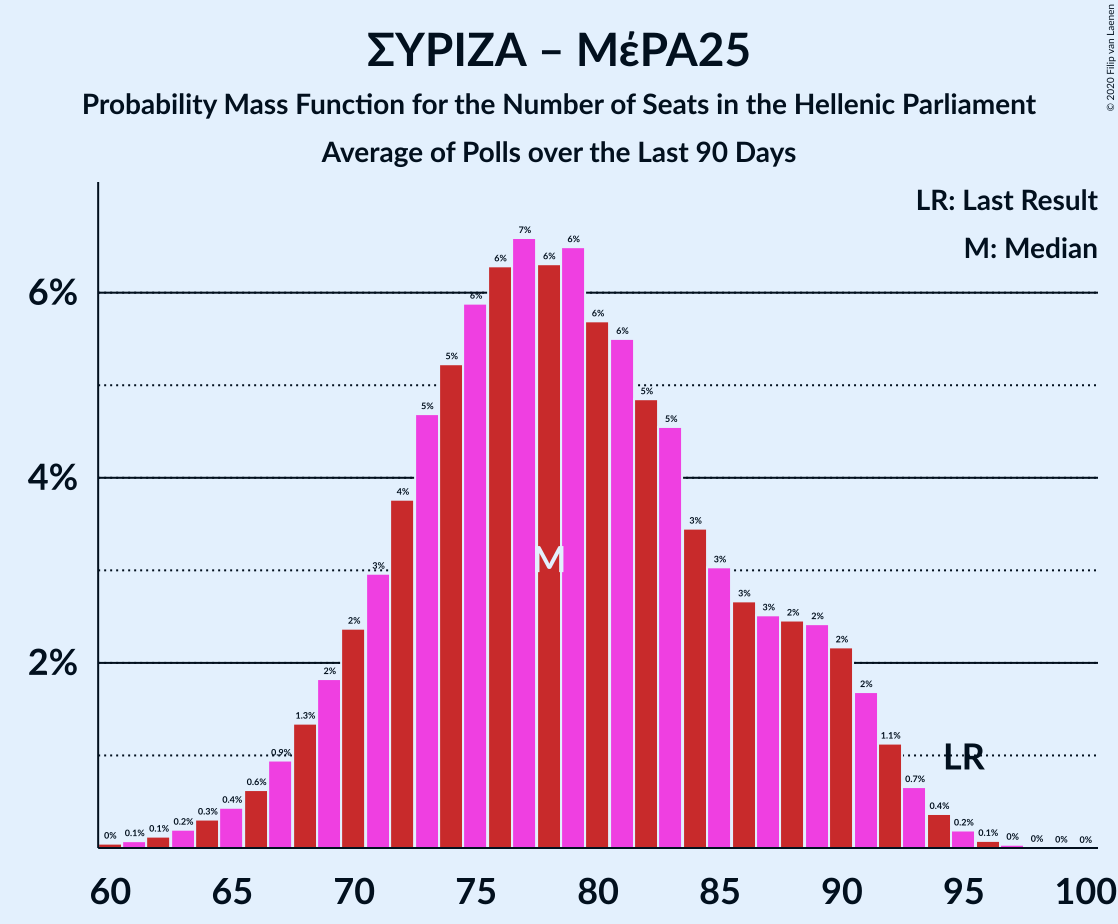 ΣΥΡΙΖΑ – ΜέΡΑ25
Probability Mass Function for the Number of Seats in the Hellenic Parliament
Average of Polls over the Last 90 Days
© 2020 Filip van Laenen
LR: Last Result
M: Median
6%
4%
2%
0% 0.1% 0.1% 0.2% 0.3% 0.4% 0.6% 0.9% 1.3% 2% 2% 3% 4% 5% 5% 6% 6% 7% 6% 6% 6% 6% 5% 5% 3% 3% 3% 3% 2% 2% 2% 2% 1.1% 0.7% 0.4% 0.2% 0.1% 0% 0% 0% 0%
M
LR
60 65 70 75 80 85 90 95 100